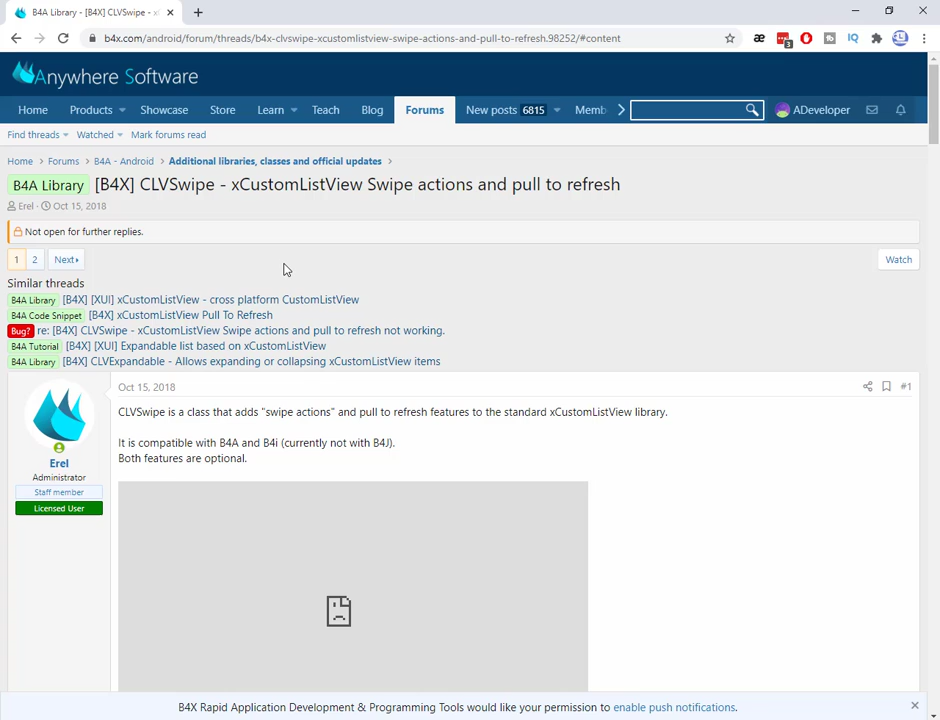 B4A Library - [B4X] CLVSwipe - x
b4x.com/android/forum/threads/b4x-clvswipe-xcustomlistview-swipe-actions-and-pull-to-refresh.98252/#content
æ
3
IQ
Anywhere Software
Home Products Showcase Store Learn Teach Blog Forums New posts 6815 Memb ADeveloper
Find threads Watched Mark forums read
Home Forums B4A - Android Additional libraries, classes and official updates
B4A Library [B4X] CLVSwipe - xCustomListView Swipe actions and pull to refresh
Erel · Oct 15, 2018
Not open for further replies.
1 2 Next Watch
Similar threads
B4A Library [B4X] [XUI] xCustomListView - cross platform CustomListView
B4A Code Snippet [B4X] xCustomListView Pull To Refresh
Bug? re: [B4X] CLVSwipe - xCustomListView Swipe actions and pull to refresh not working.
B4A Tutorial [B4X] [XUI] Expandable list based on xCustomListView
B4A Library [B4X] CLVExpandable - Allows expanding or collapsing xCustomListView items
Oct 15, 2018 #1
CLVSwipe is a class that adds "swipe actions" and pull to refresh features to the standard xCustomListView library.
It is compatible with B4A and B4i (currently not with B4J).
Both features are optional.
Erel
Administrator
Staff member
Licensed User
B4X Rapid Application Development & Programming Tools would like your permission to enable push notifications.